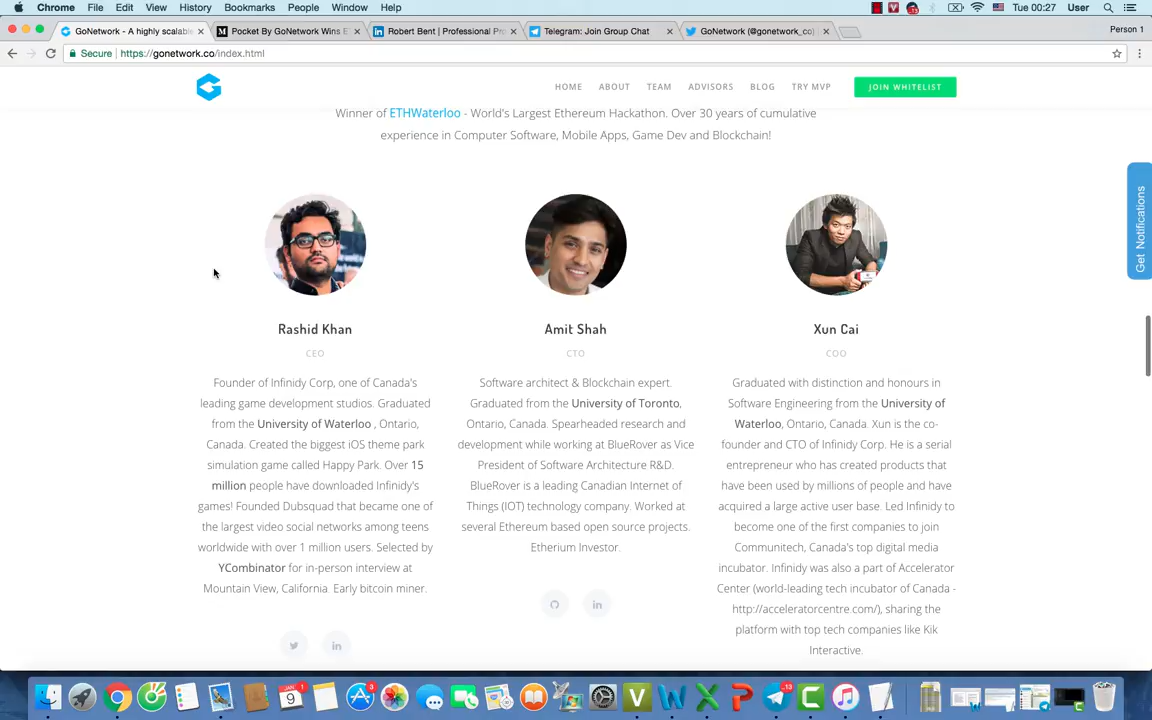 Chrome File Edit View History Bookmarks People Window Help Tue 00:27 User
GoNetwork - A highly scalable
Pocket By GoNetwork Wins E
Robert Bent | Professional Pro
Telegram: Join Group Chat
GoNetwork (@gonetwork_co)
Person 1
Secure https://gonetwork.co/index.html
HOME ABOUT TEAM ADVISORS BLOG TRY MVP JOIN WHITELIST
Winner of ETHWaterloo - World's Largest Ethereum Hackathon. Over 30 years of cumulative
experience in Computer Software, Mobile Apps, Game Dev and Blockchain!
Get Notifications
Rashid Khan
CEO
Founder of Infinidy Corp, one of Canada's
leading game development studios. Graduated
from the University of Waterloo , Ontario,
Canada. Created the biggest iOS theme park
simulation game called Happy Park. Over 15
million people have downloaded Infinidy's
games! Founded Dubsquad that became one of
the largest video social networks among teens
worldwide with over 1 million users. Selected by
YCombinator for in-person interview at
Mountain View, California. Early bitcoin miner.
Amit Shah
CTO
Software architect & Blockchain expert.
Graduated from the University of Toronto,
Ontario, Canada. Spearheaded research and
development while working at BlueRover as Vice
President of Software Architecture R&D.
BlueRover is a leading Canadian Internet of
Things (IOT) technology company. Worked at
several Ethereum based open source projects.
Etherium Investor.
Xun Cai
COO
Graduated with distinction and honours in
Software Engineering from the University of
Waterloo, Ontario, Canada. Xun is the co-
founder and CTO of Infinidy Corp. He is a serial
entrepreneur who has created products that
have been used by millions of people and have
acquired a large active user base. Led Infinidy to
become one of the first companies to join
Communitech, Canada's top digital media
incubator. Infinidy was also a part of Accelerator
Center (world-leading tech incubator of Canada -
http://acceleratorcentre.com/), sharing the
platform with top tech companies like Kik
Interactive.
JAN
9
1
3
13